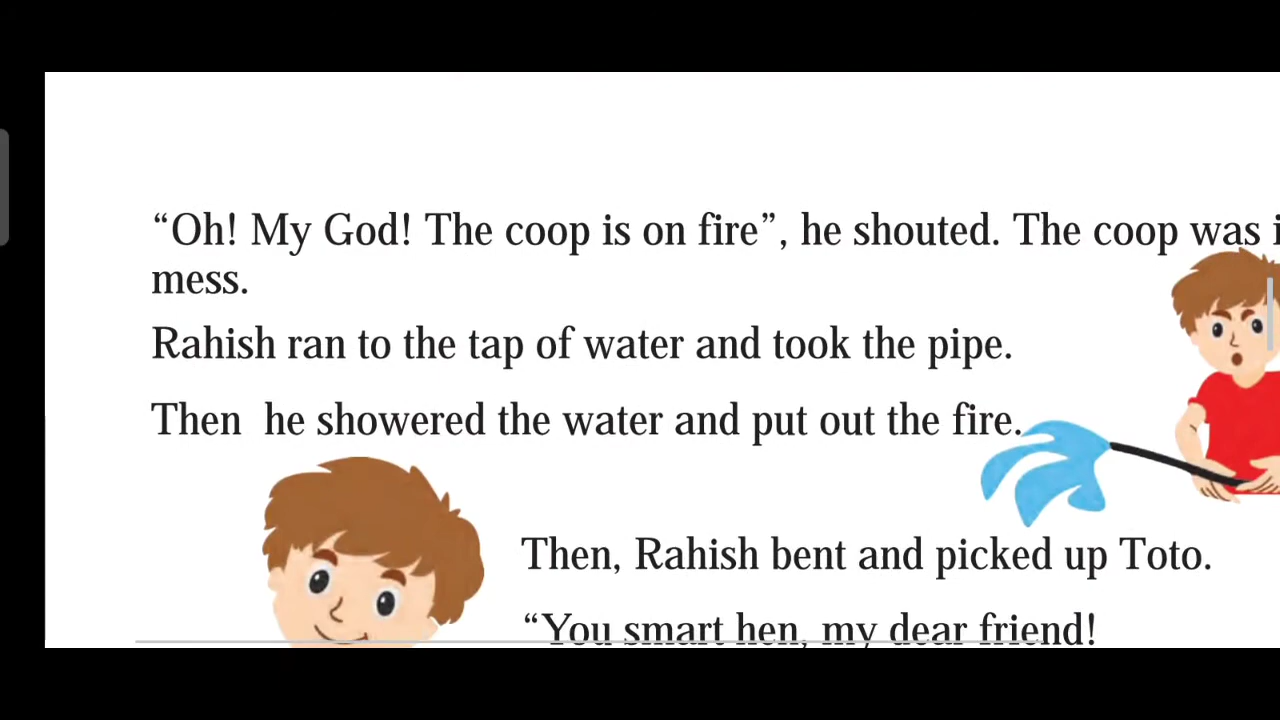 “Oh! My God! The coop is on fire”, he shouted. The coop was
mess.
Rahish ran to the tap of water and took the pipe.
Then  he showered the water and put out the fire.
Then, Rahish bent and picked up Toto.
“You smart hen, my dear friend!